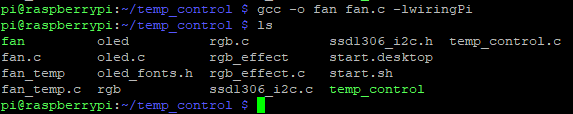 pi@raspberrypi:~/temp_control $ gcc -o fan fan.c -lwiringPi
pi@raspberrypi:~/temp_control $ ls
fan oled rgb.c ssd1306_i2c.h temp_control.c
fan.c oled.c rgb_effect start.desktop
fan_temp oled_fonts.h rgb_effect.c start.sh
fan_temp.c rgb ssd1306_i2c.c temp_control
pi@raspberrypi:~/temp_control $